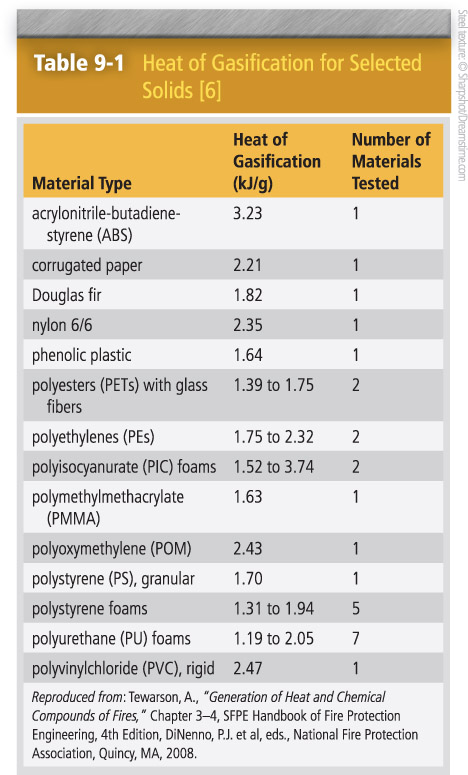 Table 9-1 Heat of Gasification for Selected
Solids [6]
Steel texture: © Sharpshot/Dreamstime.com
Material Type Heat of Gasification (kJ/g) Number of Materials Tested
acrylonitrile-butadiene-
styrene (ABS) 3.23 1
corrugated paper 2.21 1
Douglas fir 1.82 1
nylon 6/6 2.35 1
phenolic plastic 1.64 1
polyesters (PETs) with glass
fibers 1.39 to 1.75 2
polyethylenes (PEs) 1.75 to 2.32 2
polyisocyanurate (PIC) foams 1.52 to 3.74 2
polymethylmethacrylate
(PMMA) 1.63 1
polyoxymethylene (POM) 2.43 1
polystyrene (PS), granular 1.70 1
polystyrene foams 1.31 to 1.94 5
polyurethane (PU) foams 1.19 to 2.05 7
polyvinylchloride (PVC), rigid 2.47 1
Reproduced from: Tewarson, A., "Generation of Heat and Chemical
Compounds of Fires," Chapter 3–4, SFPE Handbook of Fire Protection
Engineering, 4th Edition, DiNenno, P.J. et al, eds., National Fire Protection
Association, Quincy, MA, 2008.